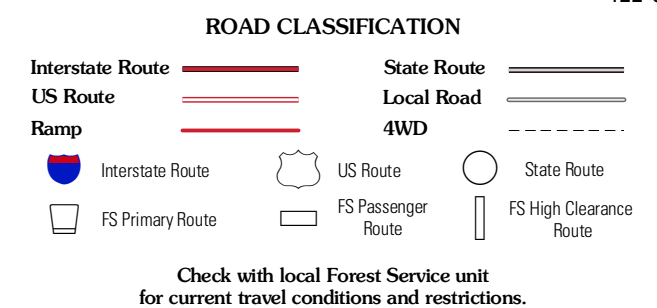 ROAD CLASSIFICATION
Interstate Route
State Route
US Route
Local Road
Ramp
4WD
Interstate Route
US Route
State Route
FS Primary Route
FS Passenger
Route
FS High Clearance
Route
Check with local Forest Service unit
for current travel conditions and restrictions.